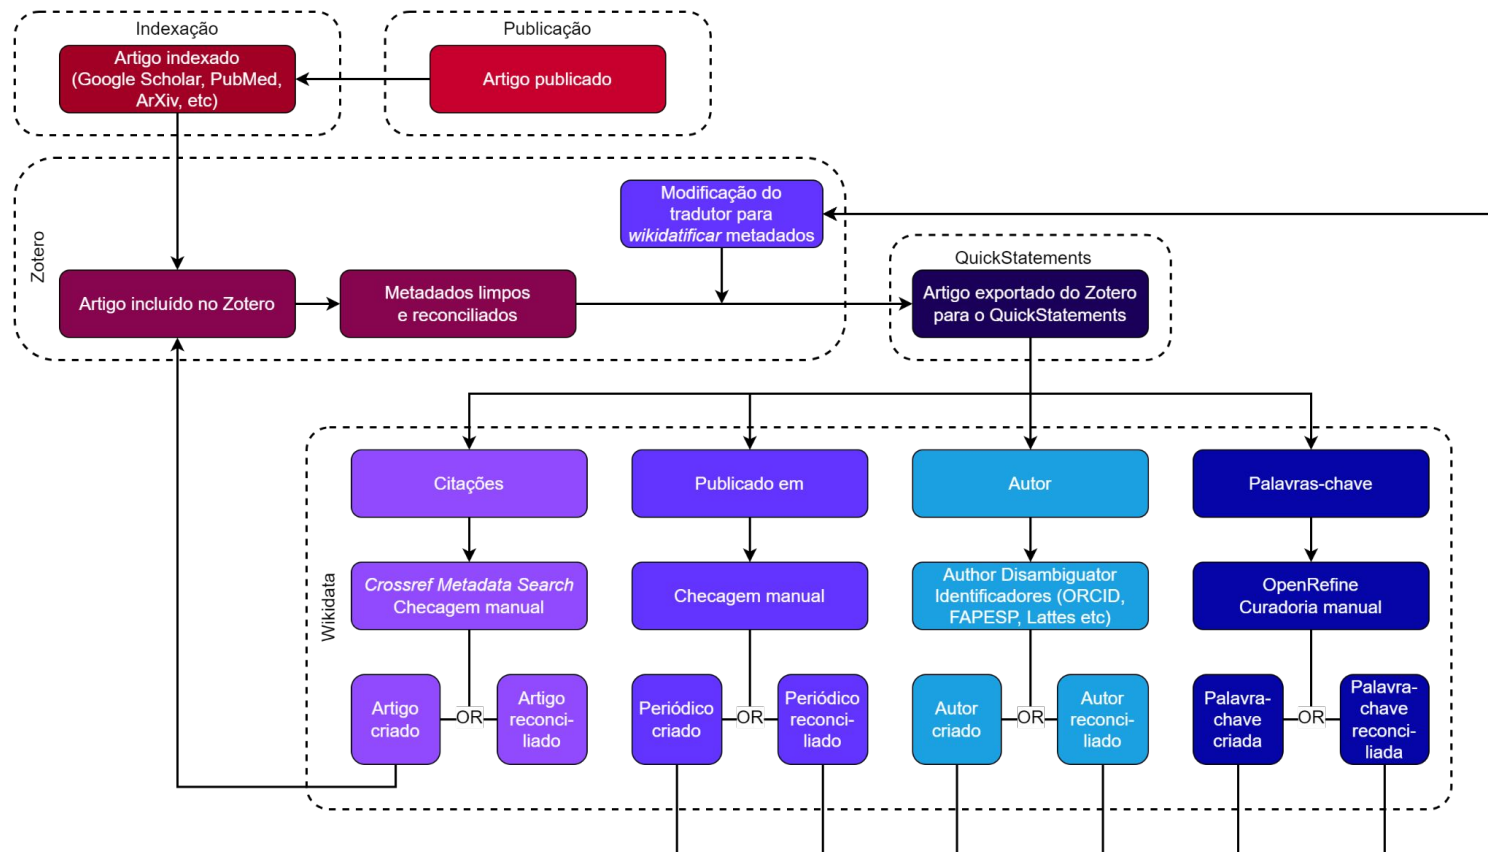 Indexação
Publicação
Artigo indexado
(Google Scholar, PubMed,
ArXiv, etc)
Artigo publicado
Zotero
Modificação do
tradutor para
wikidatificar metadados
Artigo incluído no Zotero
Metadados limpos
e reconciliados
QuickStatements
Artigo exportado do Zotero
para o QuickStatements
Wikidata
Citações
Publicado em
Autor
Palavras-chave
Crossref Metadata Search
Checagem manual
Checagem manual
Author Disambiguator
Identificadores (ORCID,
FAPESP, Lattes etc)
OpenRefine
Curadoria manual
Artigo
criado
OR
Artigo
reconci-
liado
Periódico
criado
OR
Periódico
reconci-
liado
Autor
criado
OR
Autor
reconci-
liado
Palavra-
chave
criada
OR
Palavra-
chave
reconci-
liada